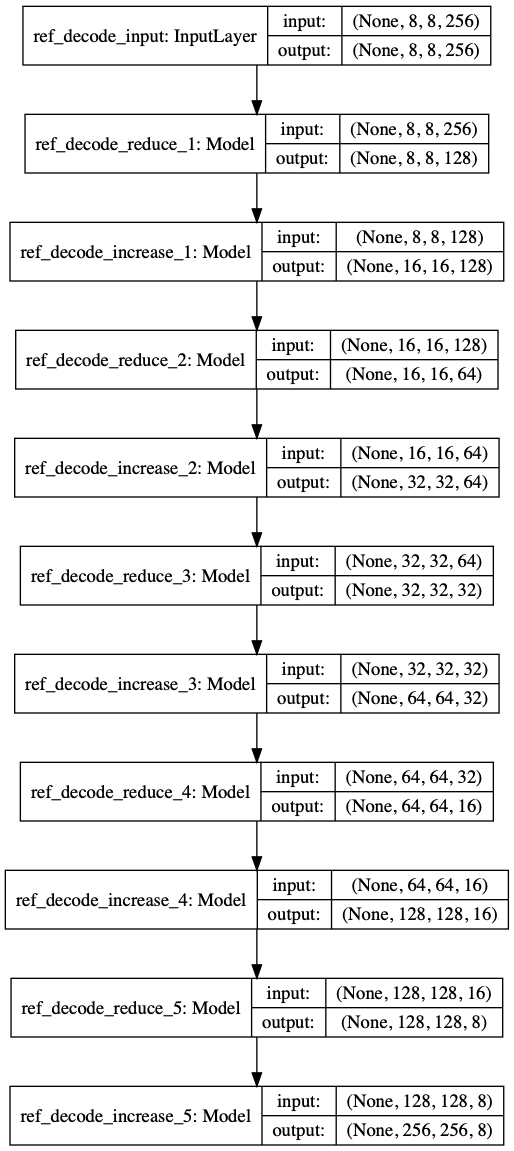 ref_decode_input: InputLayer input: (None, 8, 8, 256)
output: (None, 8, 8, 256)
ref_decode_reduce_1: Model input: (None, 8, 8, 256)
output: (None, 8, 8, 128)
ref_decode_increase_1: Model input: (None, 8, 8, 128)
output: (None, 16, 16, 128)
ref_decode_reduce_2: Model input: (None, 16, 16, 128)
output: (None, 16, 16, 64)
ref_decode_increase_2: Model input: (None, 16, 16, 64)
output: (None, 32, 32, 64)
ref_decode_reduce_3: Model input: (None, 32, 32, 64)
output: (None, 32, 32, 32)
ref_decode_increase_3: Model input: (None, 32, 32, 32)
output: (None, 64, 64, 32)
ref_decode_reduce_4: Model input: (None, 64, 64, 32)
output: (None, 64, 64, 16)
ref_decode_increase_4: Model input: (None, 64, 64, 16)
output: (None, 128, 128, 16)
ref_decode_reduce_5: Model input: (None, 128, 128, 16)
output: (None, 128, 128, 8)
ref_decode_increase_5: Model input: (None, 128, 128, 8)
output: (None, 256, 256, 8)